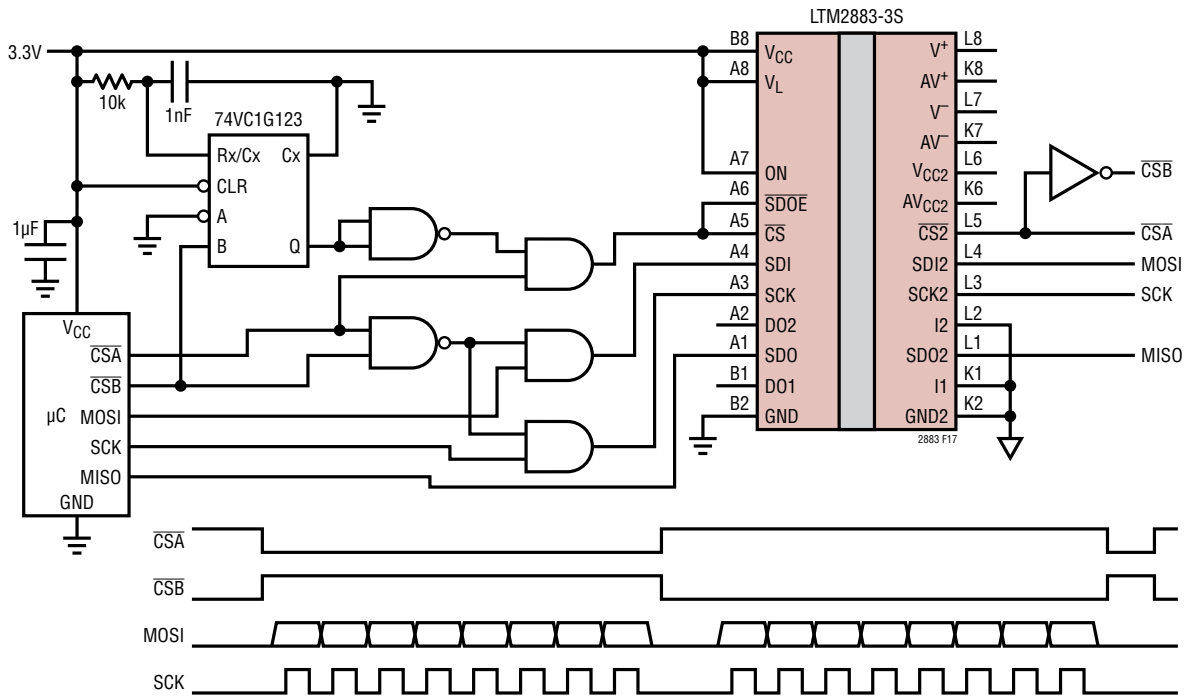 LTM2883-3S
3.3V
10k
1nF
74VC1G123
Rx/Cx Cx
CLR
A
B Q
1µF
VCC
CSA
CSB
µC MOSI
SCK
MISO
GND
B8 VCC
A8 VL
A7 ON
A6 SDOE
A5 CS
A4 SDI
A3 SCK
A2 DO2
A1 SDO
B1 DO1
B2 GND
V+ L8
AV+ K8
V− L7
AV− K7
VCC2 L6
AVCC2 K6
CS2 L5
SDI2 L4
SCK2 L3
I2 L2
SDO2 L1
I1 K1
GND2 K2
2883 F17
CSB
CSA
MOSI
SCK
MISO
CSA
CSB
MOSI
SCK